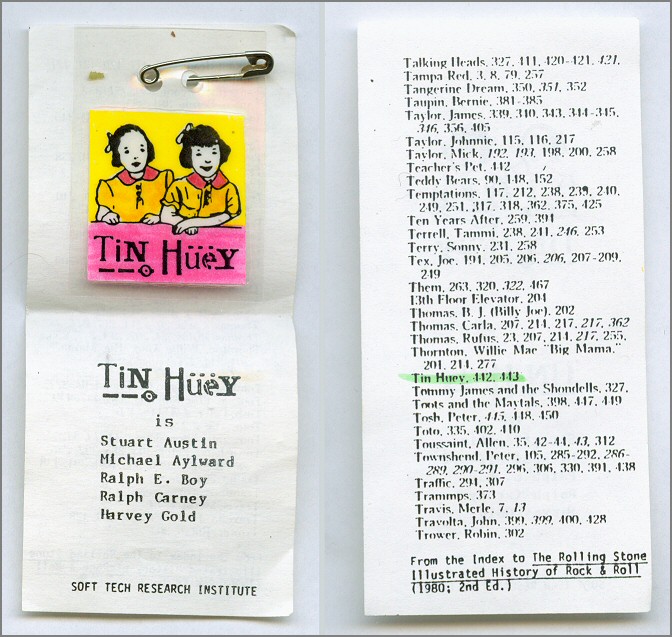 TiN HüëY
TiN HüëY
is
Stuart Austin
Michael Aylward
Ralph E. Boy
Ralph Carney
Harvey Gold
SOFT TECH RESEARCH INSTITUTE
Talking Heads, 327, 411, 420-421, 421,
Tampa Red, 3, 8, 79, 257
Tangerine Dream, 350, 351, 352
Taupin, Bernie, 381-385
Taylor, James, 339, 340, 343, 344-345,
346, 356, 405
Taylor, Johnnie, 115, 116, 217
Taylor, Mick, 192, 193, 198, 200, 258
Teacher's Pet, 442
Teddy Bears, 90, 148, 152
Temptations, 147, 212, 238, 239, 240,
249, 251, 317, 318, 362, 375, 425
Ten Years After, 259, 394
Terrell, Tammi, 238, 241, 246, 253
Terry, Sonny, 231, 258
Tex, Joe, 194, 205, 206, 206, 207-209,
249
Them, 263, 320, 322, 467
13th Floor Elevator, 204
Thomas, B. J. (Billy Joe), 202
Thomas, Carla, 207, 214, 217, 217, 362
Thomas, Rufus, 23, 207, 214, 217, 255,
Thornton, Willie Mae "Big Mama,"
201, 214, 277
Tin Huey, 442, 443
Tommy James and the Shondells, 327,
Toots and the Maytals, 398, 447, 449
Tosh, Peter, 445, 448, 450
Toto, 335, 402, 410
Toussaint, Allen, 35, 42-44, 43, 312
Townshend, Peter, 105, 285-292, 286-
289, 290-291, 296, 306, 330, 391, 438
Traffic, 294, 307
Trammps, 373
Travis, Merle, 7, 13
Travolta, John, 399, 399, 400, 428
Trower, Robin, 302
From the Index to The Rolling Stone
Illustrated History of Rock & Roll
(1980; 2nd Ed.)